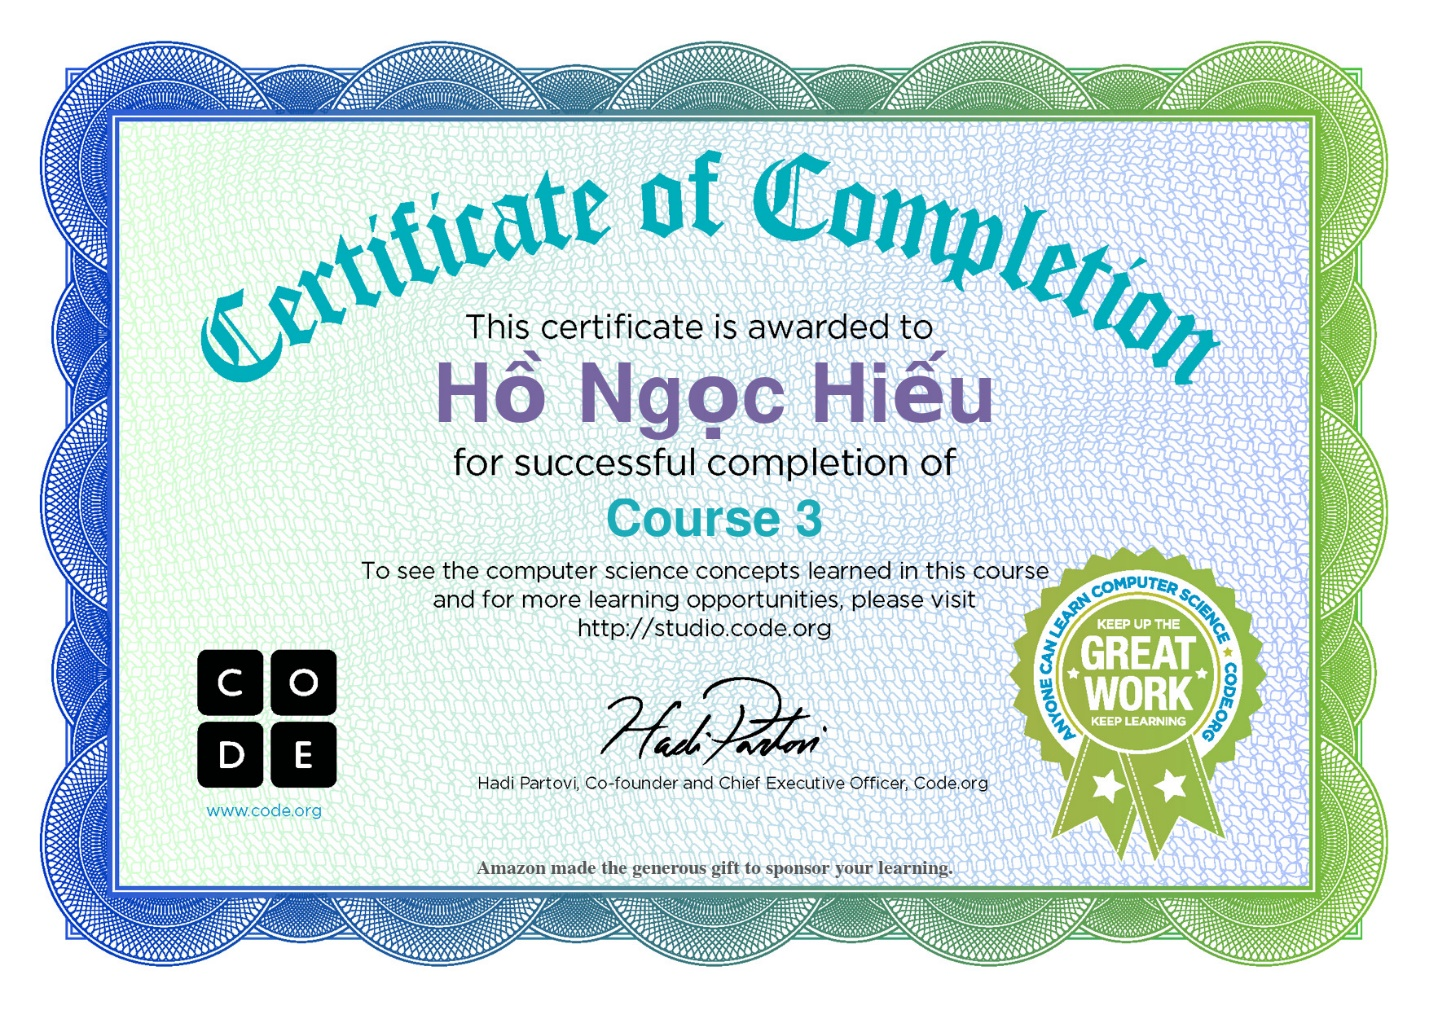 Certificate of Completion
This certificate is awarded to
Hồ Ngọc Hiếu
for successful completion of
Course 3
To see the computer science concepts learned in this course
and for more learning opportunities, please visit
http://studio.code.org
C O
D E
www.code.org
Hadi Partovi
Hadi Partovi, Co-founder and Chief Executive Officer, Code.org
ANYONE CAN LEARN COMPUTER SCIENCE ★ CODE.ORG
KEEP UP THE
GREAT
WORK
KEEP LEARNING
Amazon made the generous gift to sponsor your learning.